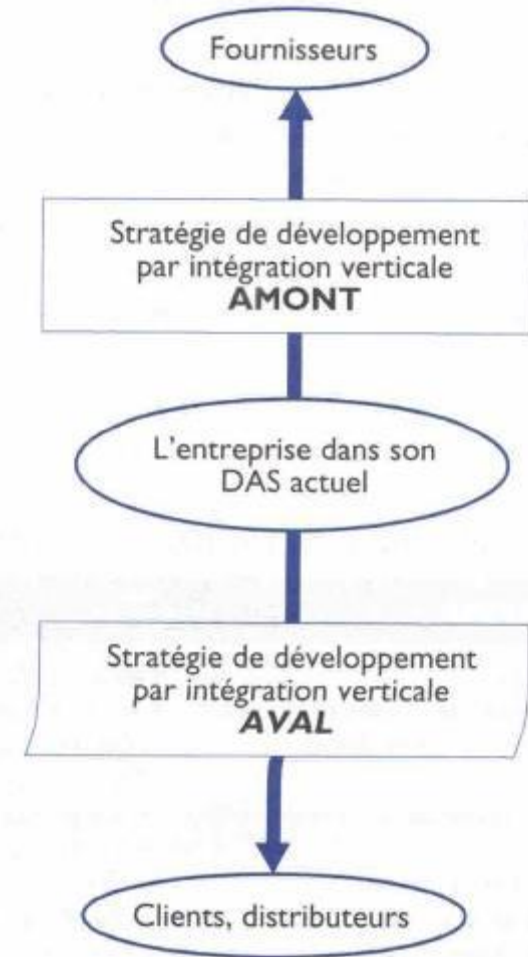 Fournisseurs
Stratégie de développement
par intégration verticale
AMONT
L'entreprise dans son
DAS actuel
Stratégie de développement
par intégration verticale
AVAL
Clients, distributeurs